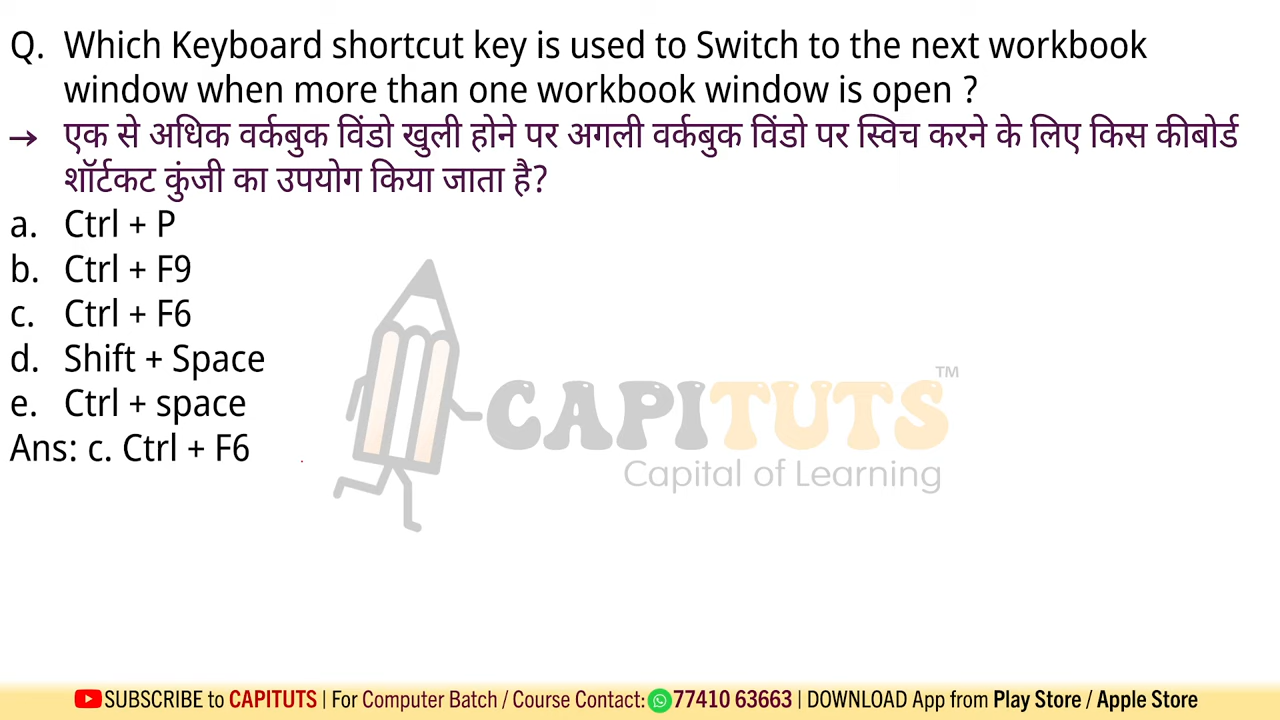 Q. Which Keyboard shortcut key is used to Switch to the next workbook
window when more than one workbook window is open ?
→ एक से अधिक वर्कबुक विंडो खुली होने पर अगली वर्कबुक विंडो पर स्विच करने के लिए किस कीबोर्ड
शॉर्टकट कुंजी का उपयोग किया जाता है?
a. Ctrl + P
b. Ctrl + F9
c. Ctrl + F6
d. Shift + Space
e. Ctrl + space
Ans: c. Ctrl + F6
CAPITUTS™
Capital of Learning
SUBSCRIBE to CAPITUTS | For Computer Batch / Course Contact: 77410 63663 | DOWNLOAD App from Play Store / Apple Store